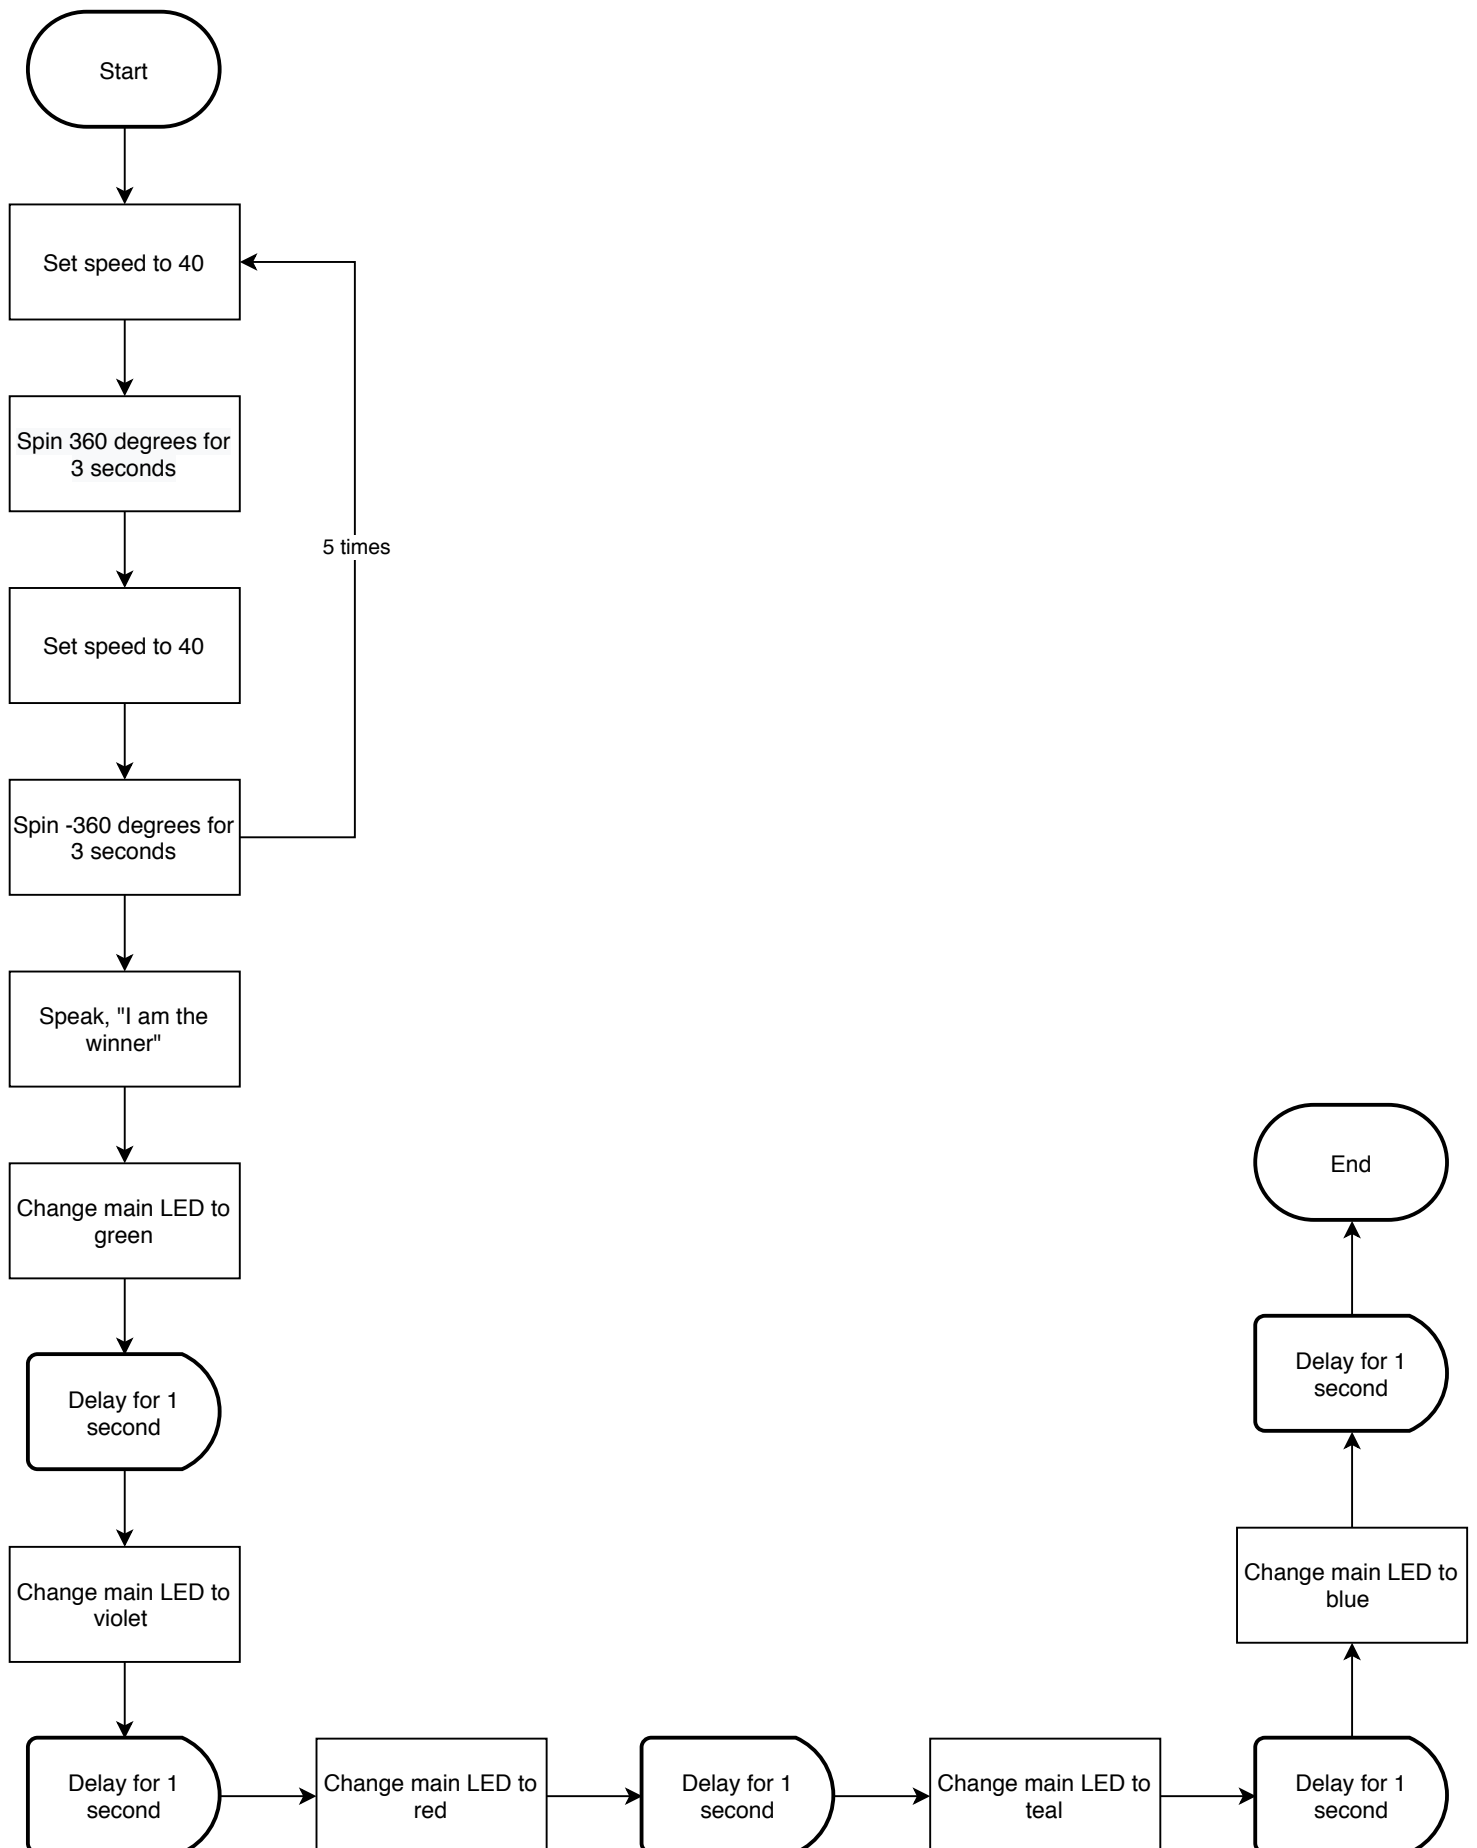 Start
Set speed to 40
Spin 360 degrees for
3 seconds
5 times
Set speed to 40
Spin -360 degrees for
3 seconds
Speak, "I am the
winner"
Change main LED to
green
Delay for 1
second
Change main LED to
violet
Delay for 1
second
Change main LED to
red
Delay for 1
second
Change main LED to
teal
Delay for 1
second
Change main LED to
blue
Delay for 1
second
End